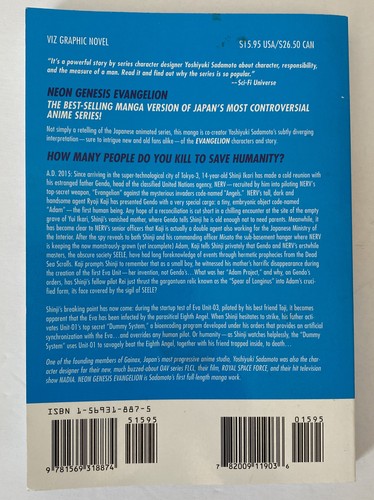 VIZ GRAPHIC NOVEL
$15.95 USA/$26.50 CAN
"It's a powerful story by series character designer Yoshiyuki Sadamoto about character, responsibility,
and the measure of a man. Read it and find out why the series is so popular."
--Sci-Fi Universe
NEON GENESIS EVANGELION
THE BEST-SELLING MANGA VERSION OF JAPAN'S MOST CONTROVERSIAL
ANIME SERIES!
Not simply a retelling of the Japanese animated series, this manga is co-creator Yoshiyuki Sadamoto's subtly diverging
interpretation—sure to intrigue new and old fans alike—of the EVANGELION characters and story.
HOW MANY PEOPLE DO YOU KILL TO SAVE HUMANITY?
A.D. 2015: Since arriving in the super-technological city of Tokyo-3, 14-year-old Shinji Ikari has made a cold reunion with
his estranged father Gendo, head of the classified United Nations agency, NERV—recruited by him into piloting NERV's
top secret weapon, "Evangelion" against the mysterious invaders code-named "Angels." NERV's tall, dark and
handsome agent Ryoji Kaji has presented Gendo with a very special cargo: a tiny, embryonic object code-named
"Adam"—the first human being. Any hope of a reconciliation is cut short in a chilling encounter at the site of the empty grave
of Yui Ikari; Shinji's vanished mother, where Gendo tells Shinji he is old enough not to need parents. Meanwhile, it
has become clear to NERV's senior officers that Kaji is actually a double agent also working for the Japanese Ministry of
the Interior. After the spy reveals to both Shinji and his commanding officer Misato the sub-basement hangar where NERV
is keeping the now monstrously grown (yet incomplete) Adam, Kaji tells Shinji privately that Gendo and NERV's erstwhile
masters, the obscure society SEELE, have had long foreknowledge of events through hermetic prophecies from the Dead
Sea Scrolls. Kaji prompts Shinji to remember that as a small boy, he witnessed his mother's horrific disappearance during
the creation of the first Eva Unit—her invention, not Gendo's... What was her "Adam Project," and why, on Gendo's
orders, has Shinji's fellow pilot Rei just thrust the gargantuan relic known as the "Spear of Longinus" into Adam's cruci-
fied form, its face covered by the sigil of SEELE?
Shinji's breaking point has now come: during the startup test of Eva Unit-03, piloted by his best friend Toji, it becomes
apparent that the Eva has been infiltrated by the parasitical Eighth Angel. When Shinji hesitates to strike, his father acti-
vates Unit-01's top secret "Dummy System," a biorecording program developed under his orders that provides an artificial
synchronization with the Eva...and overrides any human pilot. Or humanity—as Shinji watches helplessly, the "Dummy
System" uses Unit-01 to savagely beat the Eighth Angel, together with his friend trapped inside, to death...
One of the founding members of Gainax, Japan's most progressive anime studio, Yoshiyuki Sadamoto was also the char-
acter designer for their new, much buzzed-about OAV series FLCL, their film, ROYAL SPACE FORCE, and their hit television
show NADIA. NEON GENESIS EVANGELION is Sadamoto's first full-length manga work.
ISBN 1-56931-887-5
51595
9 781569 318874
01595
7 82009 11903 6